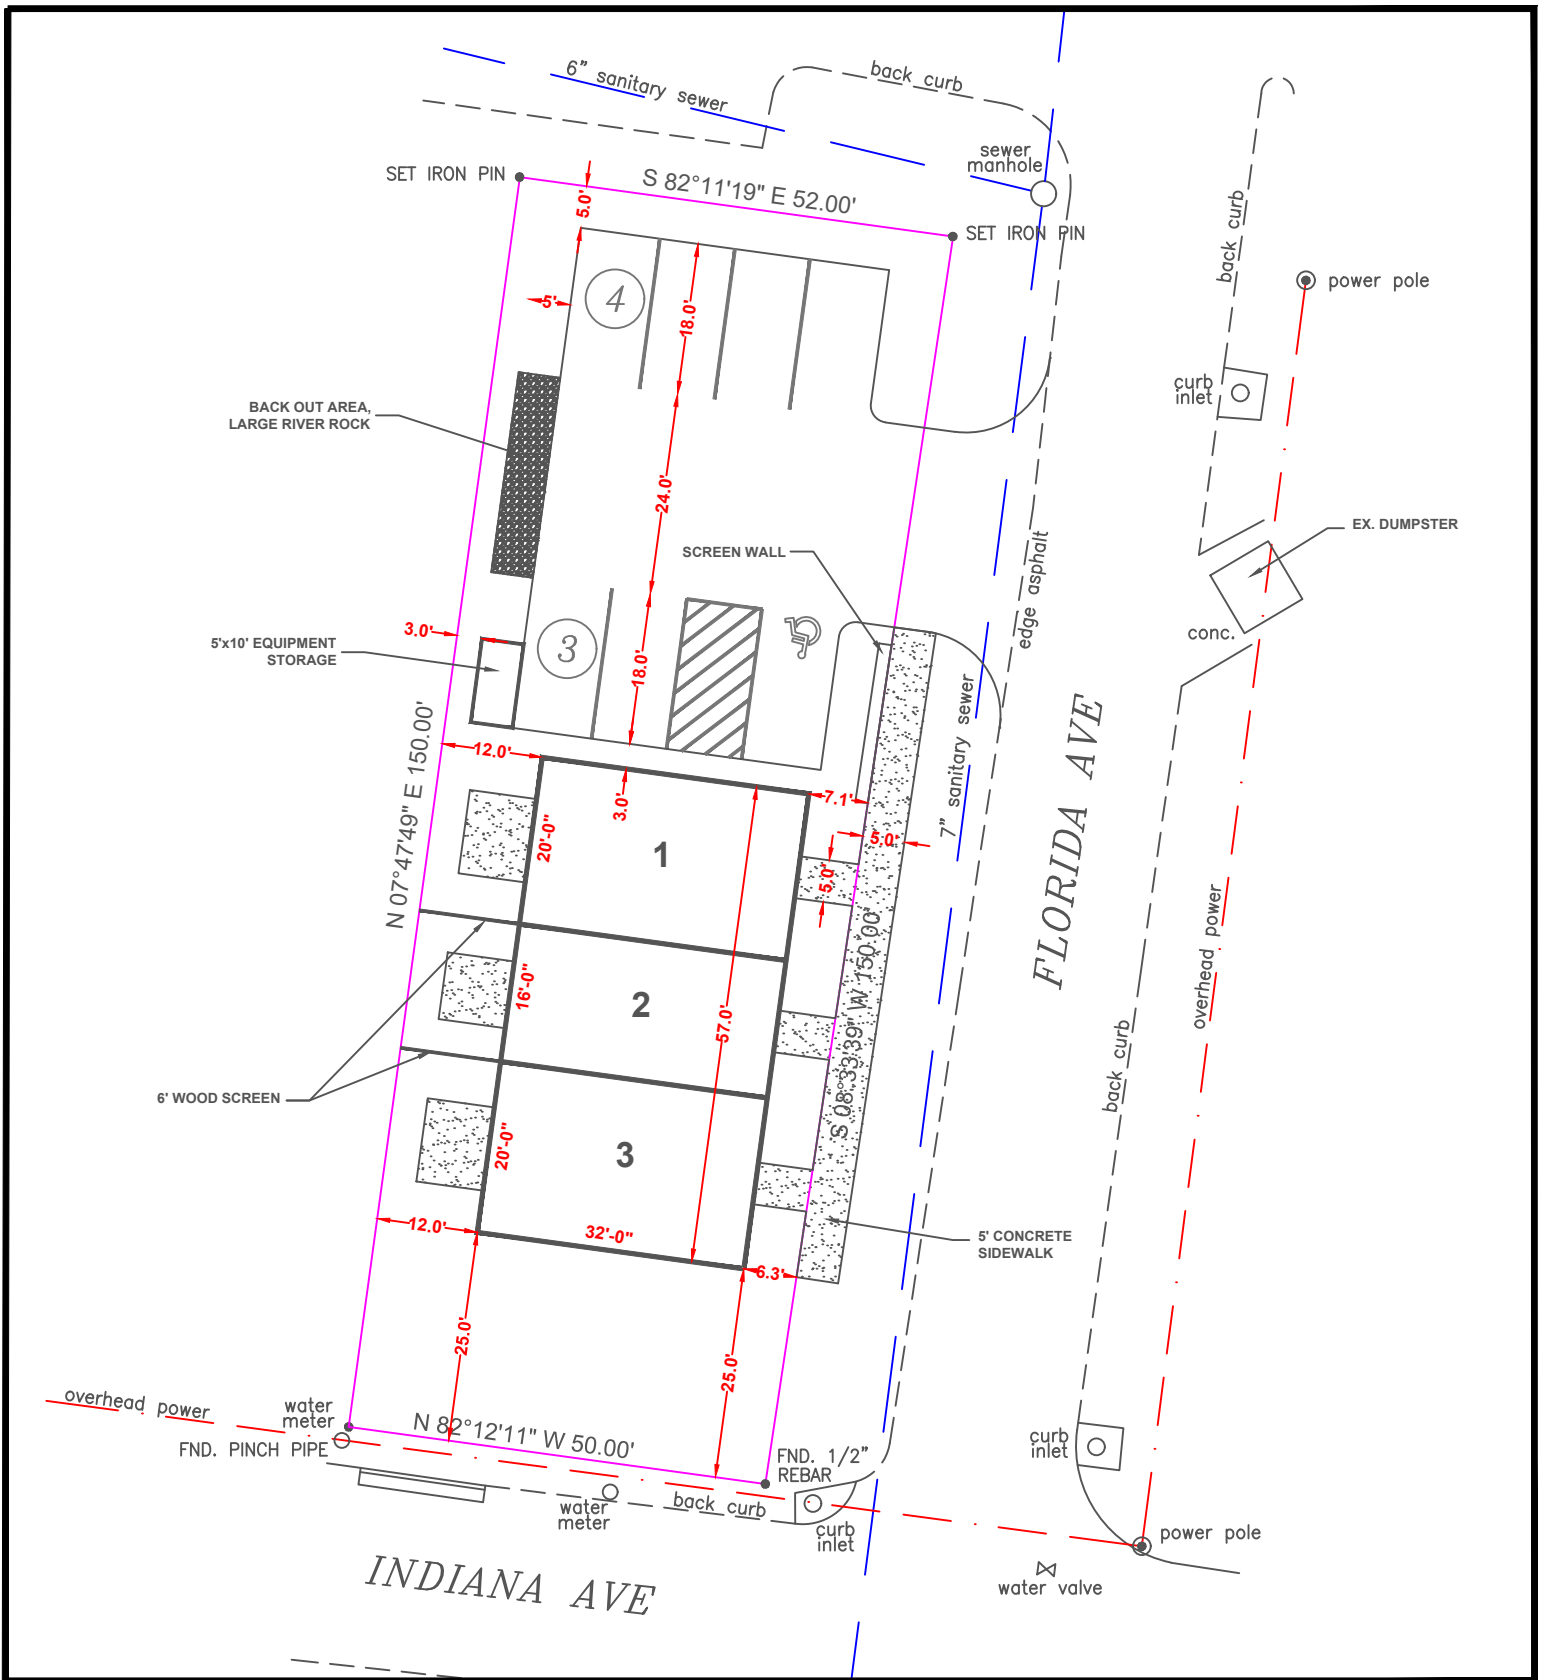 6" sanitary sewer
back curb
sewer
manhole
SET IRON PIN
S 82°11'19" E 52.00'
5.0'
SET IRON PIN
back curb
power pole
4
5'
18.0'
curb
inlet
BACK OUT AREA,
LARGE RIVER ROCK
24.0'
EX. DUMPSTER
SCREEN WALL
edge asphalt
conc.
3.0'
5'x10' EQUIPMENT
STORAGE
3
18.0'
7" sanitary sewer
N 07°47'49" E 150.00'
12.0'
3.0'
7.1'
5.0'
5.0'
20'-0"
1
FLORIDA AVE
overhead power
16'-0"
2
57.0'
S 08°33'39" W 150.00'
back curb
6' WOOD SCREEN
20'-0"
3
12.0'
32'-0"
6.3'
5' CONCRETE
SIDEWALK
25.0'
25.0'
overhead power
water
meter
FND. PINCH PIPE
N 82°12'11" W 50.00'
FND. 1/2"
REBAR
curb
inlet
water
meter
back curb
curb
inlet
power pole
water valve
INDIANA AVE